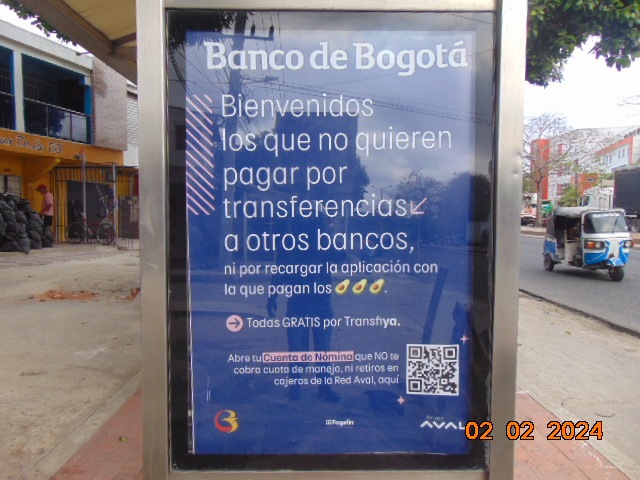 Banco de Bogotá
Bienvenidos
los que no quieren
pagar por
transferencias
a otros bancos,
ni por recargar la aplicación con
la que pagan los 🥑🥑🥑.
Todas GRATIS por Transfiya.
Abre tu Cuenta de Nómina que NO te
cobra cuota de manejo, ni retiros en
cajeros de la Red Aval, aquí
Fogafín
Grupo
AVAL
02 02 2024